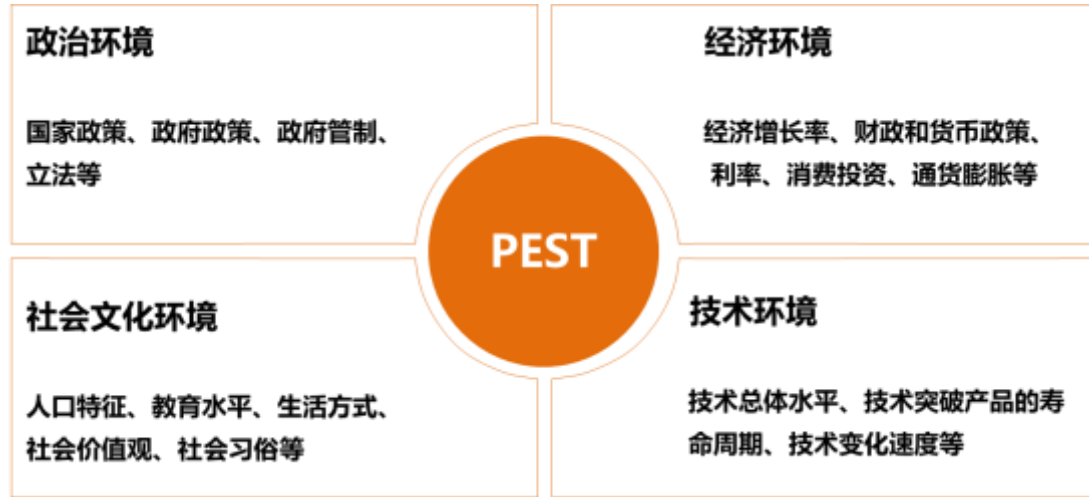 政治环境
国家政策、政府政策、政府管制、
立法等
经济环境
经济增长率、财政和货币政策、
利率、消费投资、通货膨胀等
PEST
社会文化环境
人口特征、教育水平、生活方式、
社会价值观、社会习俗等
技术环境
技术总体水平、技术突破产品的寿
命周期、技术变化速度等